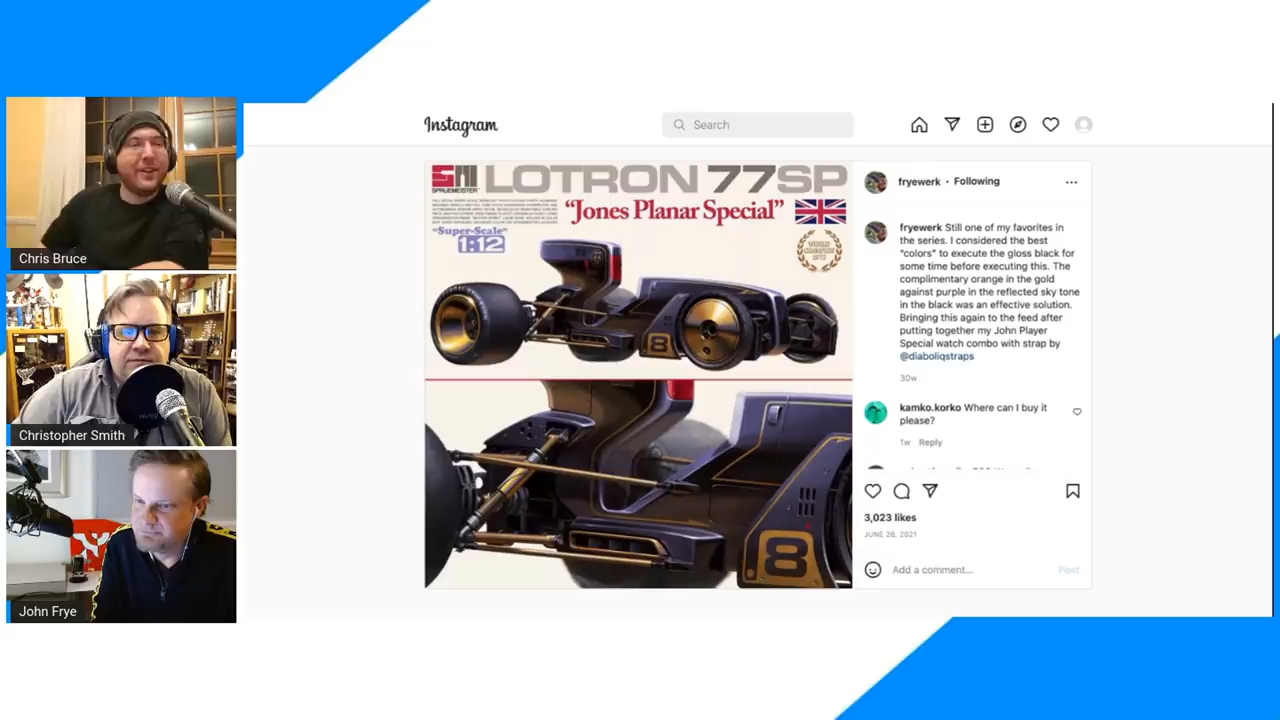 Chris Bruce
Christopher Smith
John Frye
Instagram
Search
SM
SPRUEMEISTER
LOTRON 77SP
"Jones Planar Special"
"Super-Scale"
1:12
WORLD
CHAMPION
8
8
fryewerk • Following
fryewerk Still one of my favorites in
the series. I considered the best
"colors" to execute the gloss black for
some time before executing this. The
complimentary orange in the gold
against purple in the reflected sky tone
in the black was an effective solution.
Bringing this again to the feed after
putting together my John Player
Special watch combo with strap by
@diaboliqstraps
30w
kamko.korko Where can I buy it
please?
1w Reply
3,023 likes
JUNE 26, 2021
Add a comment...
Post